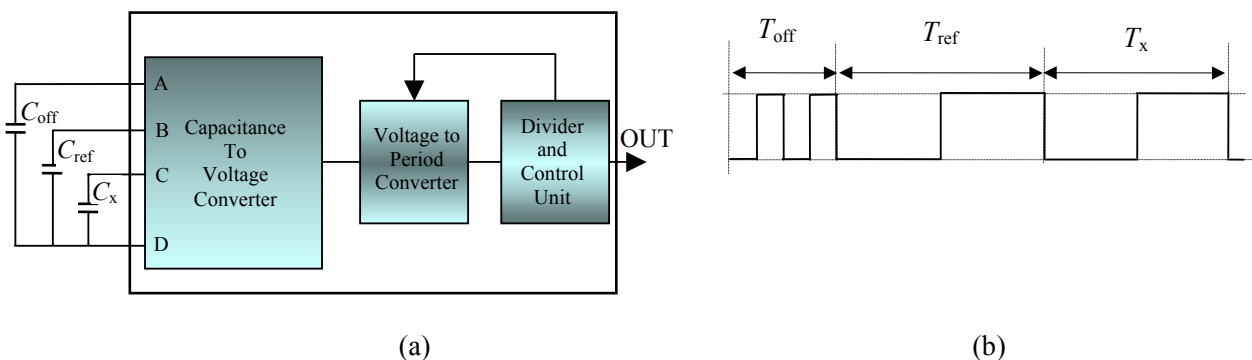 A
B
C
D
C_off
C_ref
C_x
Capacitance
To
Voltage
Converter
Voltage to
Period
Converter
Divider
and
Control
Unit
OUT
(a)
T_off
T_ref
T_x
(b)